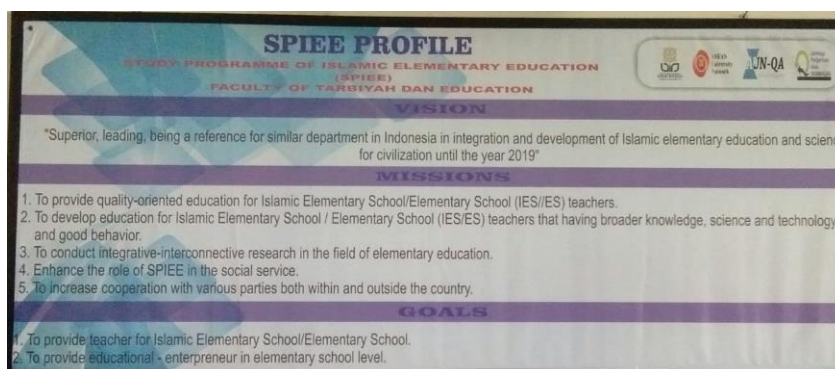 SPIEE PROFILE
STUDY PROGRAMME OF ISLAMIC ELEMENTARY EDUCATION
(SPIEE)
FACULTY OF TARBIYAH DAN EDUCATION
AUN-QA
VISION
"Superior, leading, being a reference for similar department in Indonesia in integration and development of Islamic elementary education and scien
for civilization until the year 2019"
MISSIONS
1. To provide quality-oriented education for Islamic Elementary School/Elementary School (IES//ES) teachers.
2. To develop education for Islamic Elementary School / Elementary School (IES/ES) teachers that having broader knowledge, science and technology
and good behavior.
3. To conduct integrative-interconnective research in the field of elementary education.
4. Enhance the role of SPIEE in the social service.
5. To increase cooperation with various parties both within and outside the country.
GOALS
1. To provide teacher for Islamic Elementary School/Elementary School.
2. To provide educational - enterpreneur in elementary school level.